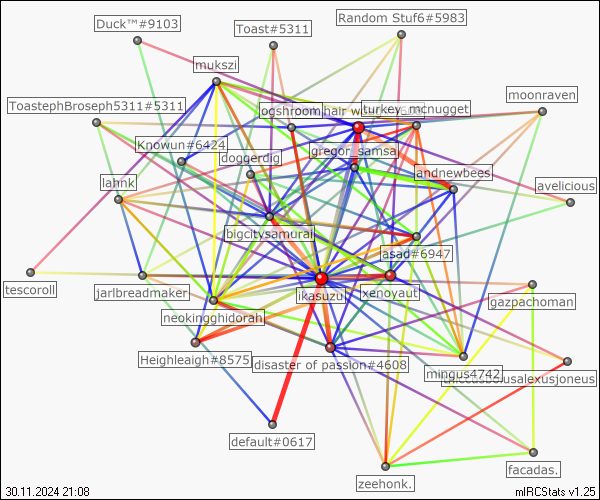 Duck™#9103
Toast#5311
Random Stuf6#5983
mukszi
moonraven
ToastephBroseph5311#5311
ogshroom
hair w
turkey_mcnugget
Knowun#6424
gregor_samsa
doggerdig
andnewbees
lahnk
avelicious
bigcitysamurai
asad#6947
tescoroll
jarlbreadmaker
ikasuzu
xenoyaut
gazpachoman
neokingghidorah
Heighleaigh#8575
disaster of passion#4608
mingus4742
alexusjoneus
default#0617
facadas.
zeehonk.
30.11.2024 21:08
mIRCStats v1.25